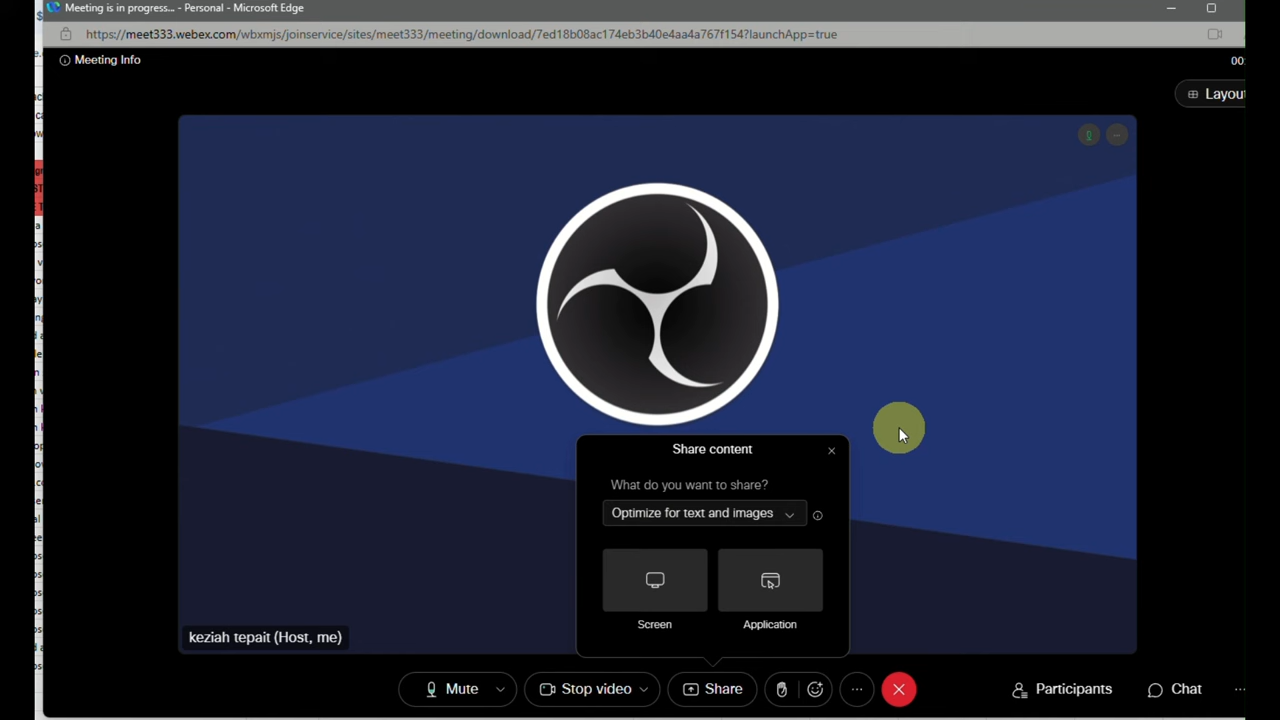 Meeting is in progress... - Personal - Microsoft Edge
https://meet333.webex.com/wbxmjs/joinservice/sites/meet333/meeting/download/7ed18b08ac174eb3b40e4aa4a767f154?launchApp=true
Meeting Info
00:
Layou
Share content
What do you want to share?
Optimize for text and images
Screen
Application
keziah tepait (Host, me)
Mute
Stop video
Share
Participants
Chat